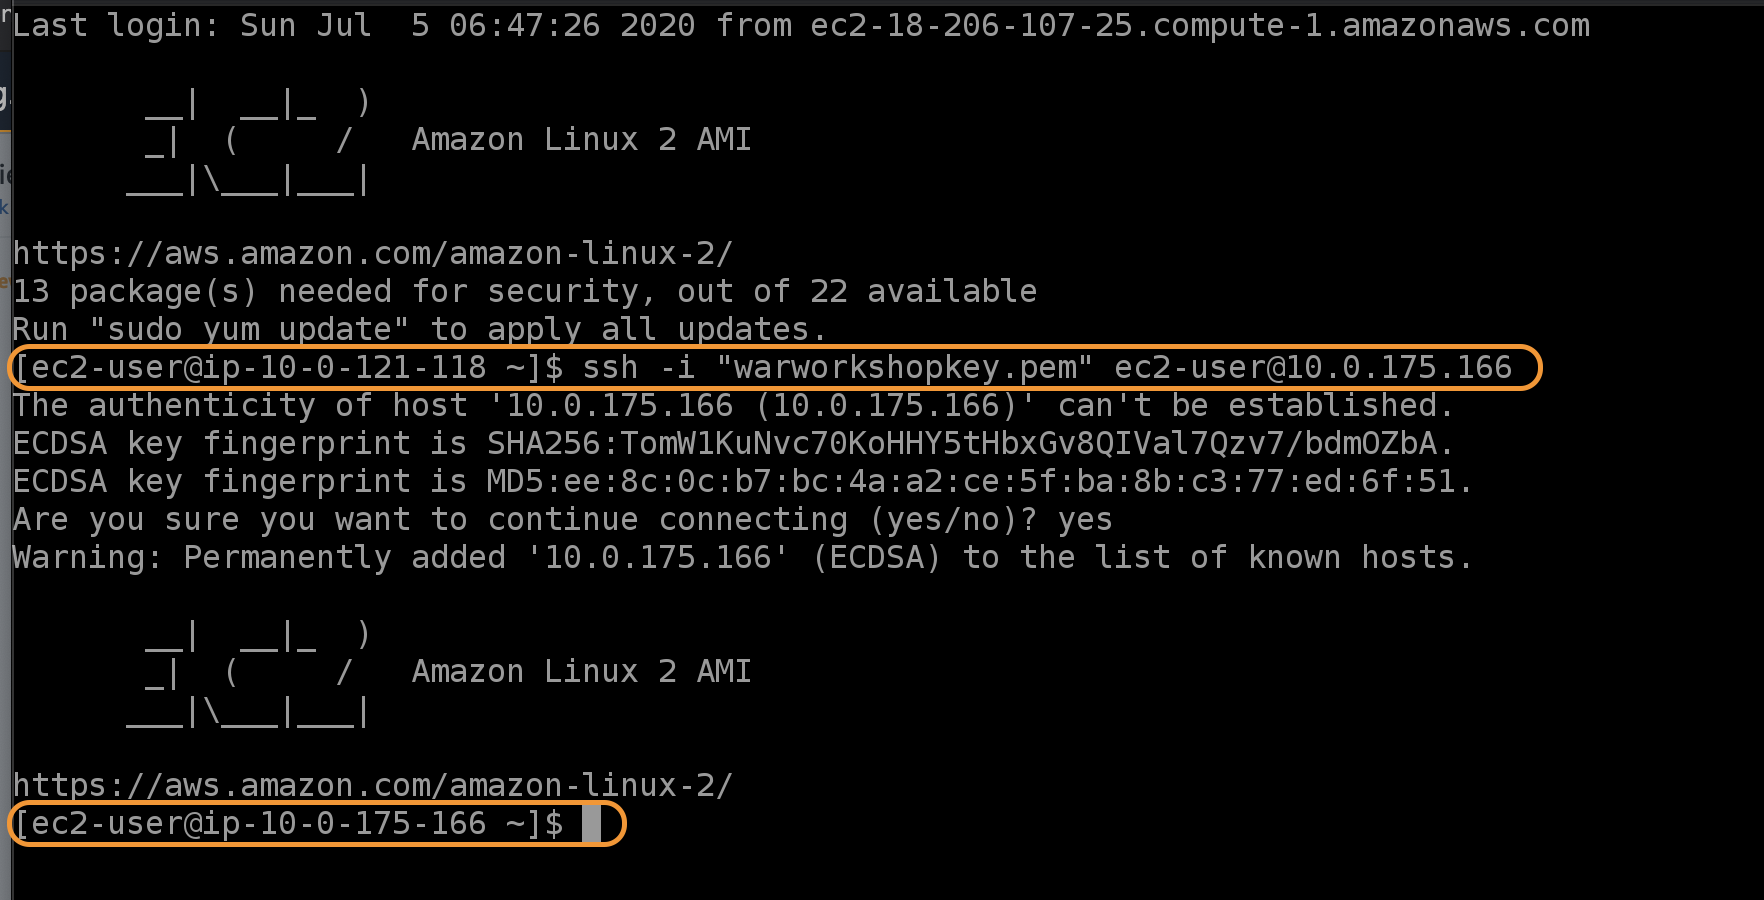 Last login: Sun Jul  5 06:47:26 2020 from ec2-18-206-107-25.compute-1.amazonaws.com
       __|  __|_  )
       _|  (     /   Amazon Linux 2 AMI
      ___|\___|___|
https://aws.amazon.com/amazon-linux-2/
13 package(s) needed for security, out of 22 available
Run "sudo yum update" to apply all updates.
[ec2-user@ip-10-0-121-118 ~]$ ssh -i "warworkshopkey.pem" ec2-user@10.0.175.166
The authenticity of host '10.0.175.166 (10.0.175.166)' can't be established.
ECDSA key fingerprint is SHA256:TomW1KuNvc70KoHHY5tHbxGv8QIVal7Qzv7/bdmOZbA.
ECDSA key fingerprint is MD5:ee:8c:0c:b7:bc:4a:a2:ce:5f:ba:8b:c3:77:ed:6f:51.
Are you sure you want to continue connecting (yes/no)? yes
Warning: Permanently added '10.0.175.166' (ECDSA) to the list of known hosts.
       __|  __|_  )
       _|  (     /   Amazon Linux 2 AMI
      ___|\___|___|
https://aws.amazon.com/amazon-linux-2/
[ec2-user@ip-10-0-175-166 ~]$